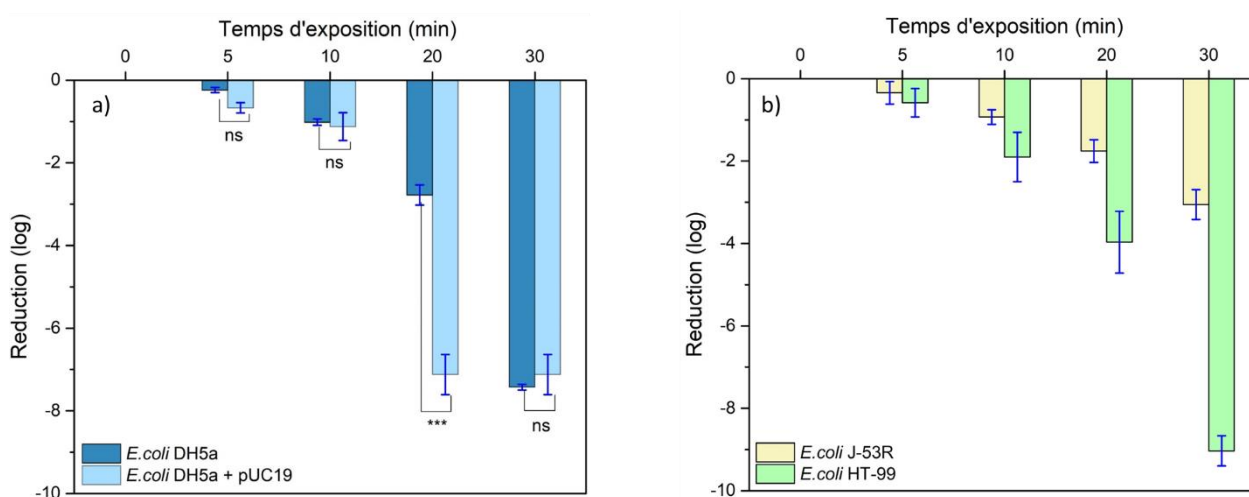 Temps d'exposition (min)
0 5 10 20 30
0
-2
-4
-6
-8
-10
Reduction (log)
a)
ns
ns
***
ns
E.coli DH5a
E.coli DH5a + pUC19
Temps d'exposition (min)
0 5 10 20 30
0
-2
-4
-6
-8
-10
Reduction (log)
b)
E.coli J-53R
E.coli HT-99